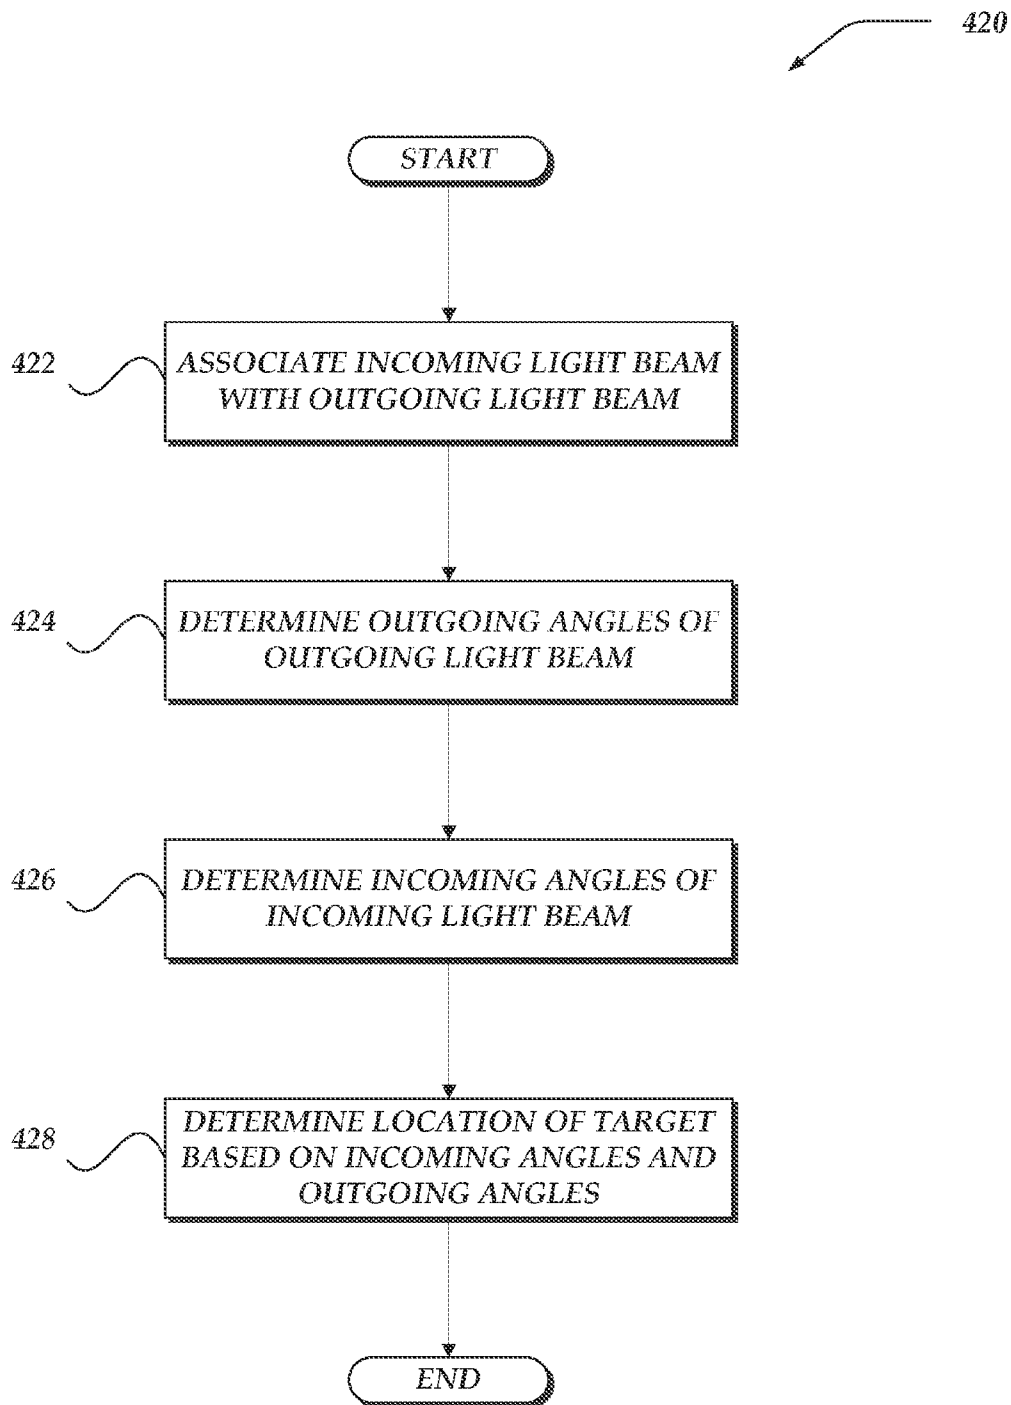 420
START
422
ASSOCIATE INCOMING LIGHT BEAM
WITH OUTGOING LIGHT BEAM
424
DETERMINE OUTGOING ANGLES OF
OUTGOING LIGHT BEAM
426
DETERMINE INCOMING ANGLES OF
INCOMING LIGHT BEAM
428
DETERMINE LOCATION OF TARGET
BASED ON INCOMING ANGLES AND
OUTGOING ANGLES
END